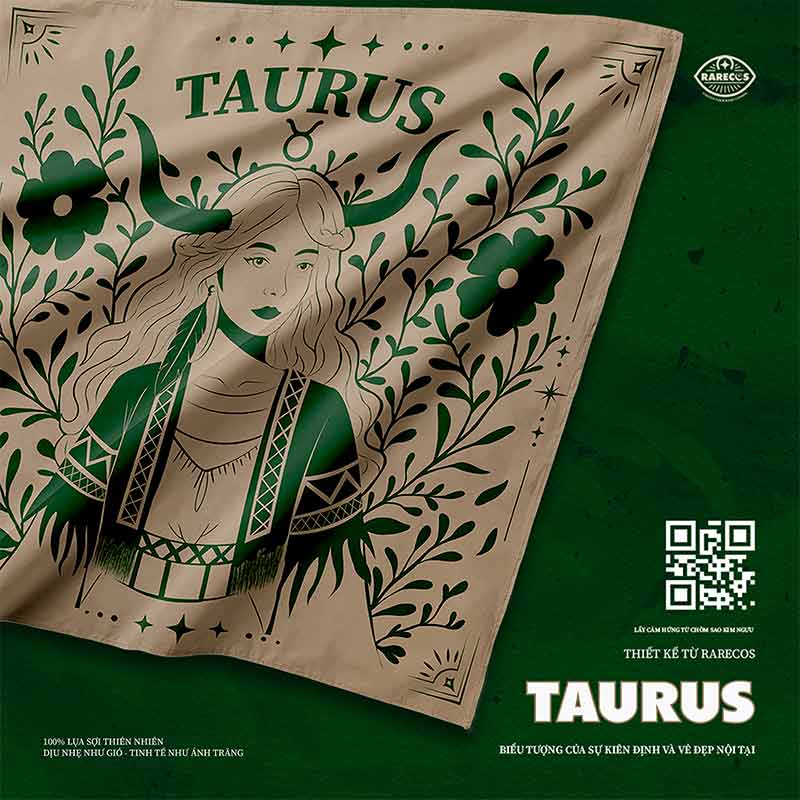 TAURUS
RARECOS
LẤY CẢM HỨNG TỪ CHÒM SAO KIM NGƯU
THIẾT KẾ TỪ RARECOS
TAURUS
BIỂU TƯỢNG CỦA SỰ KIÊN ĐỊNH VÀ VẺ ĐẸP NỘI TẠI
100% LỤA SỢI THIÊN NHIÊN
DỊU NHẸ NHƯ GIÓ - TINH TẾ NHƯ ÁNH TRĂNG